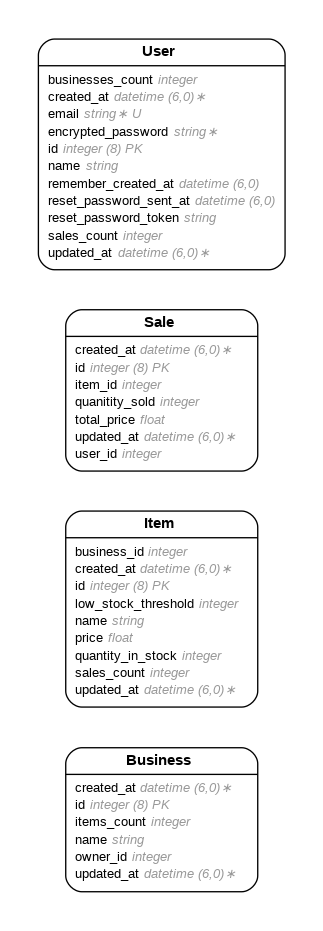 User
businesses_count integer
created_at datetime (6,0)∗
email string∗ U
encrypted_password string∗
id integer (8) PK
name string
remember_created_at datetime (6,0)
reset_password_sent_at datetime (6,0)
reset_password_token string
sales_count integer
updated_at datetime (6,0)∗
Sale
created_at datetime (6,0)∗
id integer (8) PK
item_id integer
quanitity_sold integer
total_price float
updated_at datetime (6,0)∗
user_id integer
Item
business_id integer
created_at datetime (6,0)∗
id integer (8) PK
low_stock_threshold integer
name string
price float
quantity_in_stock integer
sales_count integer
updated_at datetime (6,0)∗
Business
created_at datetime (6,0)∗
id integer (8) PK
items_count integer
name string
owner_id integer
updated_at datetime (6,0)∗